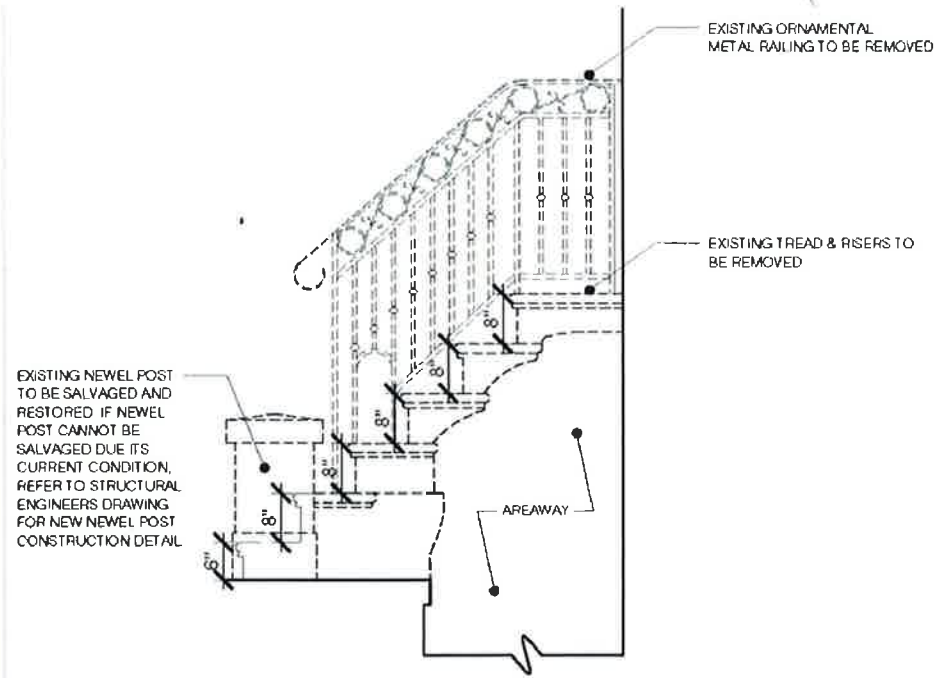 EXISTING ORNAMENTAL
METAL RAILING TO BE REMOVED
EXISTING TREAD & RISERS TO
BE REMOVED
8"
8"
8"
8"
8"
6"
EXISTING NEWEL POST
TO BE SALVAGED AND
RESTORED IF NEWEL
POST CANNOT BE
SALVAGED DUE ITS
CURRENT CONDITION,
REFER TO STRUCTURAL
ENGINEERS DRAWING
FOR NEW NEWEL POST
CONSTRUCTION DETAIL
AREAWAY